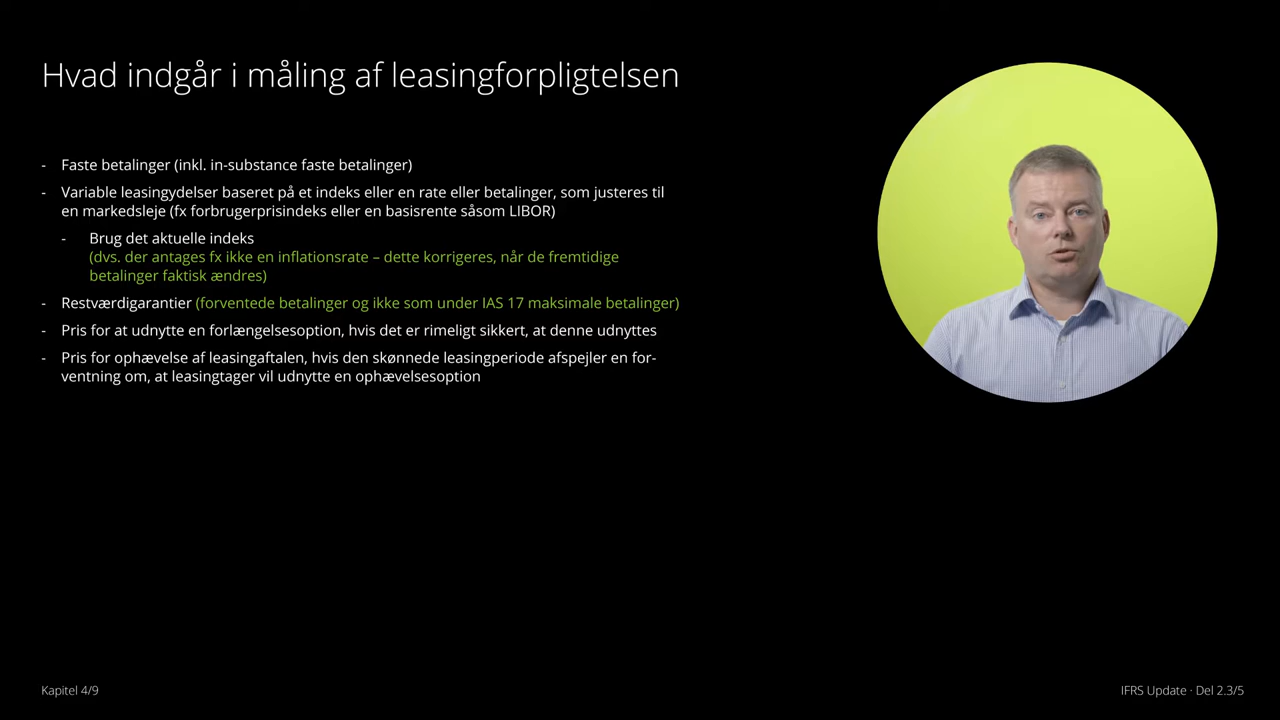 Hvad indgår i måling af leasingforpligtelsen
- Faste betalinger (inkl. in-substance faste betalinger)
- Variable leasingydelser baseret på et indeks eller en rate eller betalinger, som justeres til
en markedsleje (fx forbrugerprisindeks eller en basisrente såsom LIBOR)
- Brug det aktuelle indeks
(dvs. der antages fx ikke en inflationsrate – dette korrigeres, når de fremtidige
betalinger faktisk ændres)
- Restværdigarantier (forventede betalinger og ikke som under IAS 17 maksimale betalinger)
- Pris for at udnytte en forlængelsesoption, hvis det er rimeligt sikkert, at denne udnyttes
- Pris for ophævelse af leasingaftalen, hvis den skønnede leasingperiode afspejler en for-
ventning om, at leasingtager vil udnytte en ophævelsesoption
Kapitel 4/9
IFRS Update · Del 2.3/5